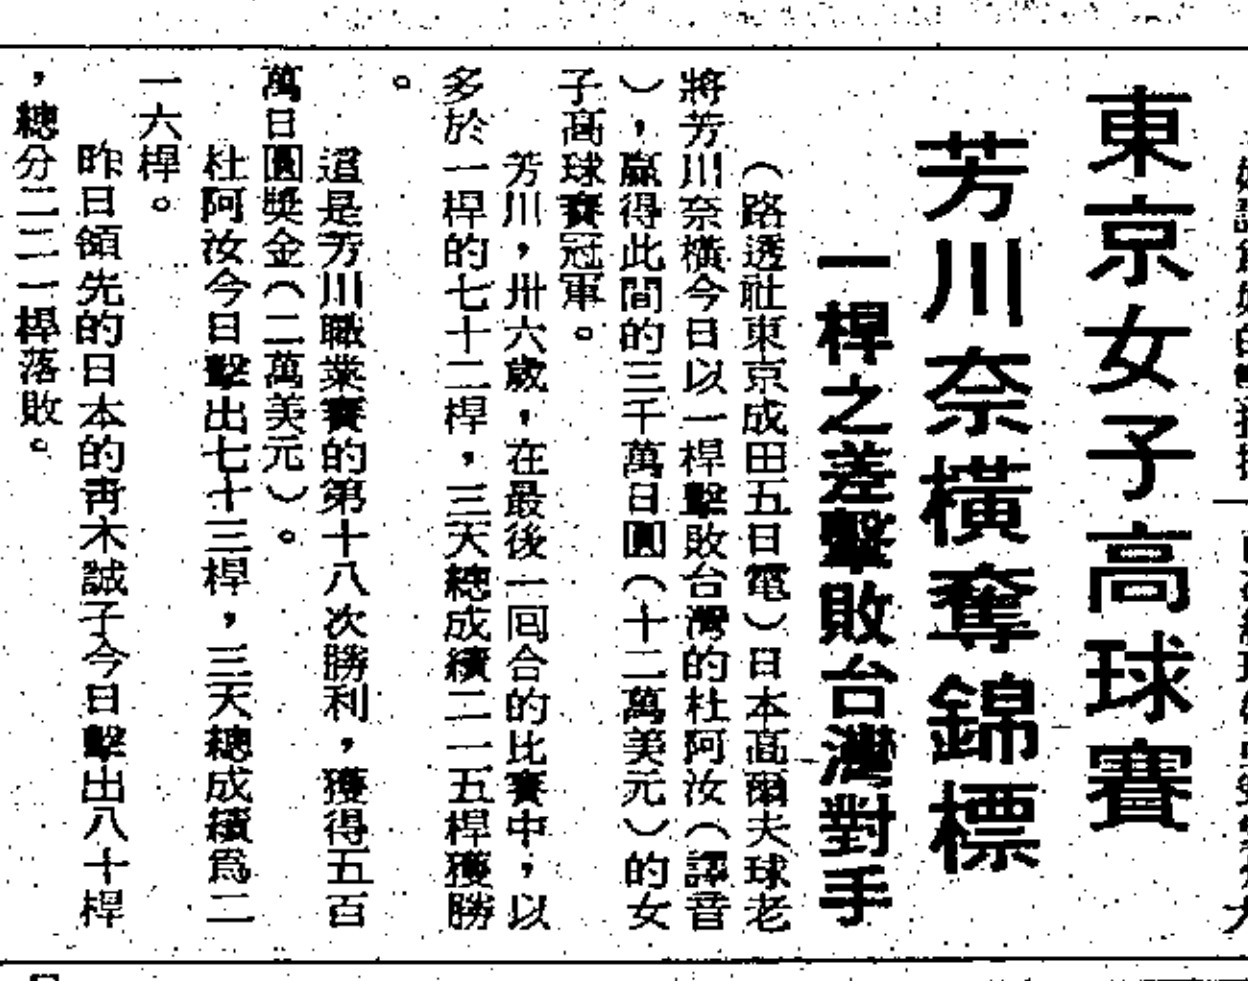 東京女子高球賽
芳川奈橫奪錦標
一桿之差擊敗台灣對手
（路透社東京成田五日電）日本高爾夫球老
將芳川奈橫今日以一桿擊敗台灣的杜阿汝（譯音
），贏得此間的三千萬日圓（十二萬美元）的女
子高球賽冠軍。
芳川，卅六歲，在最後一回合的比賽中，以
多於一桿的七十二桿，三天總成績二一五桿獲勝
。
這是芳川職業賽的第十八次勝利，獲得五百
萬日圓獎金（二萬美元）。
杜阿汝今日擊出七十三桿，三天總成績爲二
一六桿。
昨日領先的日本的靑木誠子今日擊出八十桿
，總分二二一桿落敗。